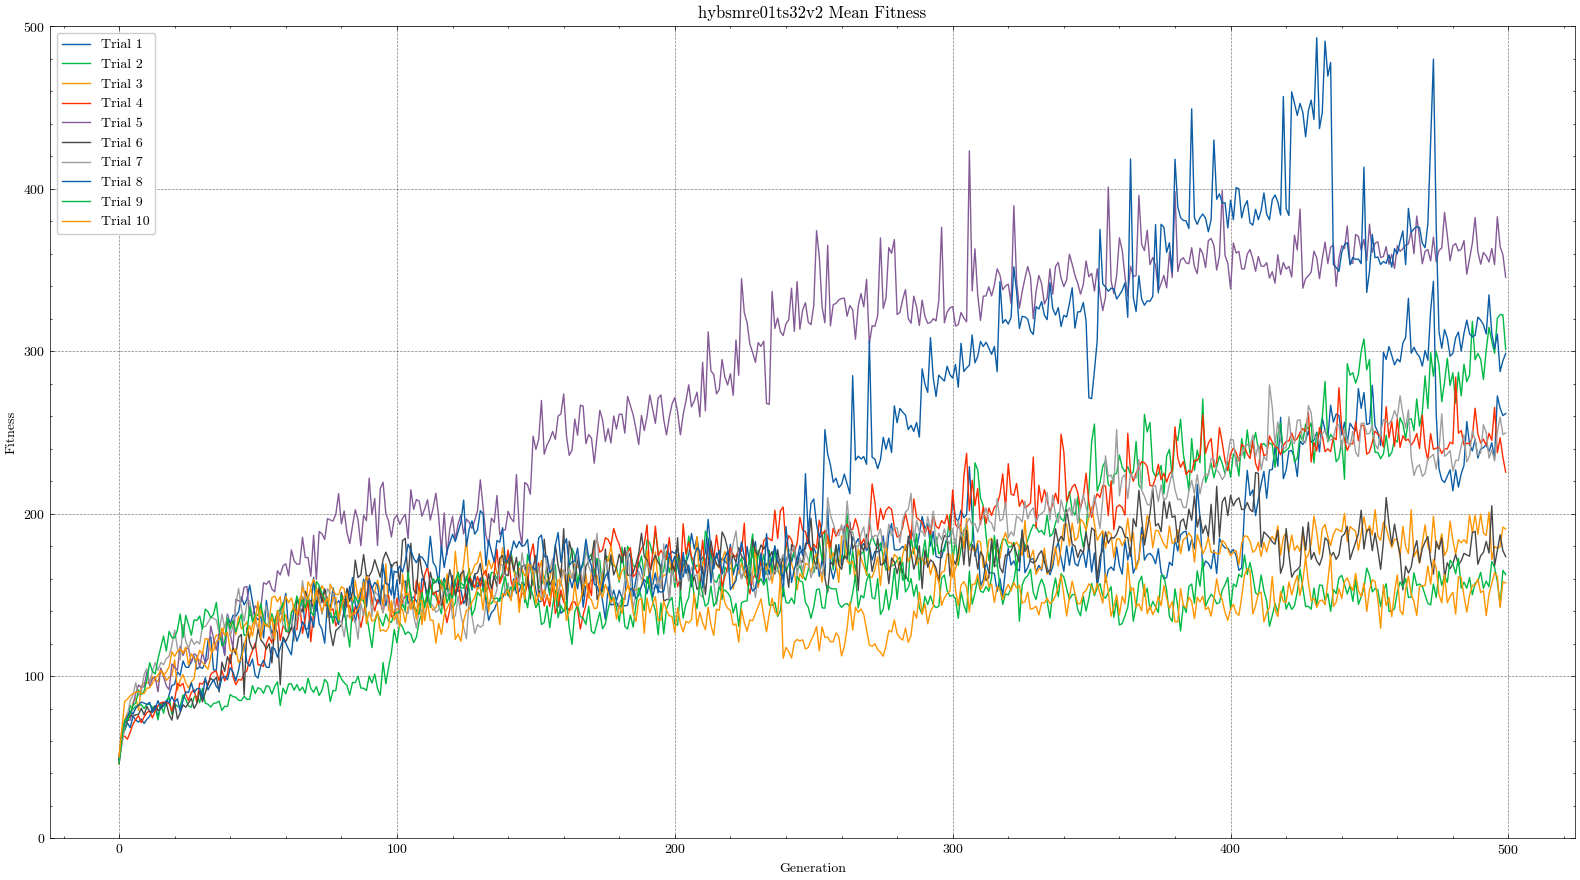 hybsmre01ts32v2 Mean Fitness
500
400
300
200
100
0
Fitness
Trial 1
Trial 2
Trial 3
Trial 4
Trial 5
Trial 6
Trial 7
Trial 8
Trial 9
Trial 10
0
100
200
300
400
500
Generation